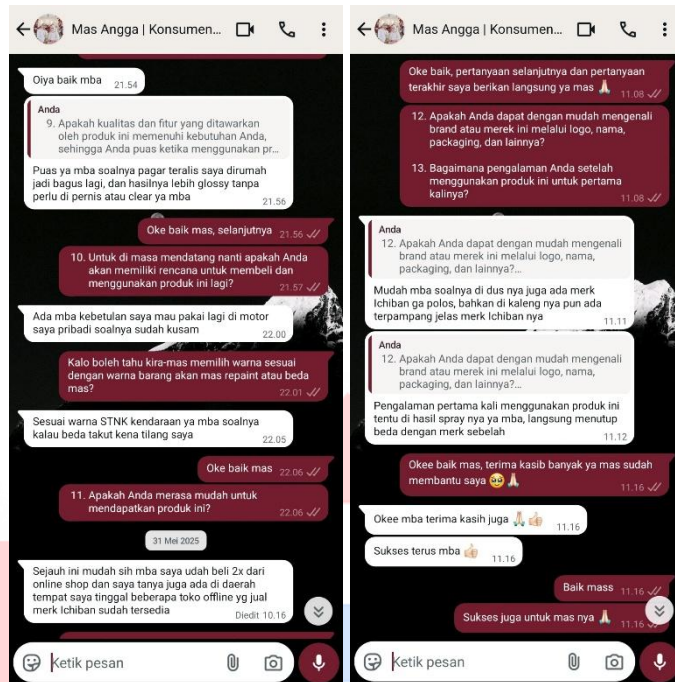 Mas Angga | Konsumen...
Oiya baik mba 21.54
Anda
9. Apakah kualitas dan fitur yang ditawarkan
oleh produk ini memenuhi kebutuhan Anda,
sehingga Anda puas ketika menggunakan pr...
Puas ya mba soalnya pagar teralis saya dirumah
jadi bagus lagi, dan hasilnya lebih glossy tanpa
perlu di pernis atau clear ya mba
21.56
Oke baik mas, selanjutnya 21.56
10. Untuk di masa mendatang nanti apakah Anda
akan memiliki rencana untuk membeli dan
menggunakan produk ini lagi?
21.57
Ada mba kebetulan saya mau pakai lagi di motor
saya pribadi soalnya sudah kusam
22.00
Kalo boleh tahu kira-mas memilih warna sesuai
dengan warna barang akan mas repaint atau beda
mas?
22.01
Sesuai warna STNK kendaraan ya mba soalnya
kalau beda takut kena tilang saya
22.05
Oke baik mas 22.06
11. Apakah Anda merasa mudah untuk
mendapatkan produk ini?
22.06
31 Mei 2025
Sejauh ini mudah sih mba saya udah beli 2x dari
online shop dan saya tanya juga ada di daerah
tempat saya tinggal beberapa toko offline yg jual
merk Ichiban sudah tersedia
Diedit 10.16
Ketik pesan
Mas Angga | Konsumen...
Oke baik, pertanyaan selanjutnya dan pertanyaan
terakhir saya berikan langsung ya mas
11.08
12. Apakah Anda dapat dengan mudah mengenali
brand atau merek ini melalui logo, nama,
packaging, dan lainnya?
13. Bagaimana pengalaman Anda setelah
menggunakan produk ini untuk pertama
kalinya?
11.08
Anda
12. Apakah Anda dapat dengan mudah mengenali
brand atau merek ini melalui logo, nama,
packaging, dan lainnya?...
Mudah mba soalnya di dus nya juga ada merk
Ichiban ga polos, bahkan di kaleng nya pun ada
terpampang jelas merk Ichiban nya
11.11
Anda
12. Apakah Anda dapat dengan mudah mengenali
brand atau merek ini melalui logo, nama,
packaging, dan lainnya?...
Pengalaman pertama kali menggunakan produk ini
tentu di hasil spray nya ya mba, langsung menutup
beda dengan merk sebelah
11.12
Okee baik mas, terima kasib banyak ya mas sudah
membantu saya 🥹🙏🏻
11.16
Okee mba terima kasih juga 🙏🏻👍🏻 11.16
Sukses terus mba 👍🏻 11.16
Baik mass 11.16
Sukses juga untuk mas nya 🙏🏻 11.16
Ketik pesan